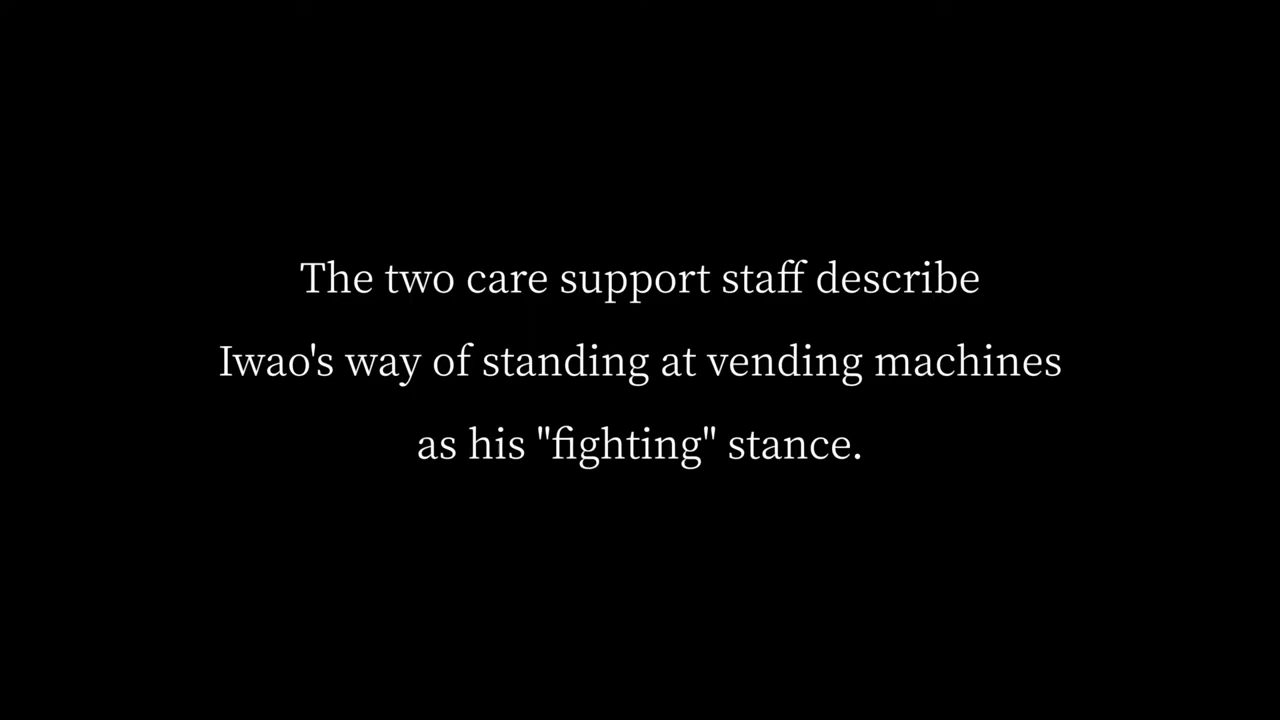 The two care support staff describe
Iwao's way of standing at vending machines
as his "fighting" stance.